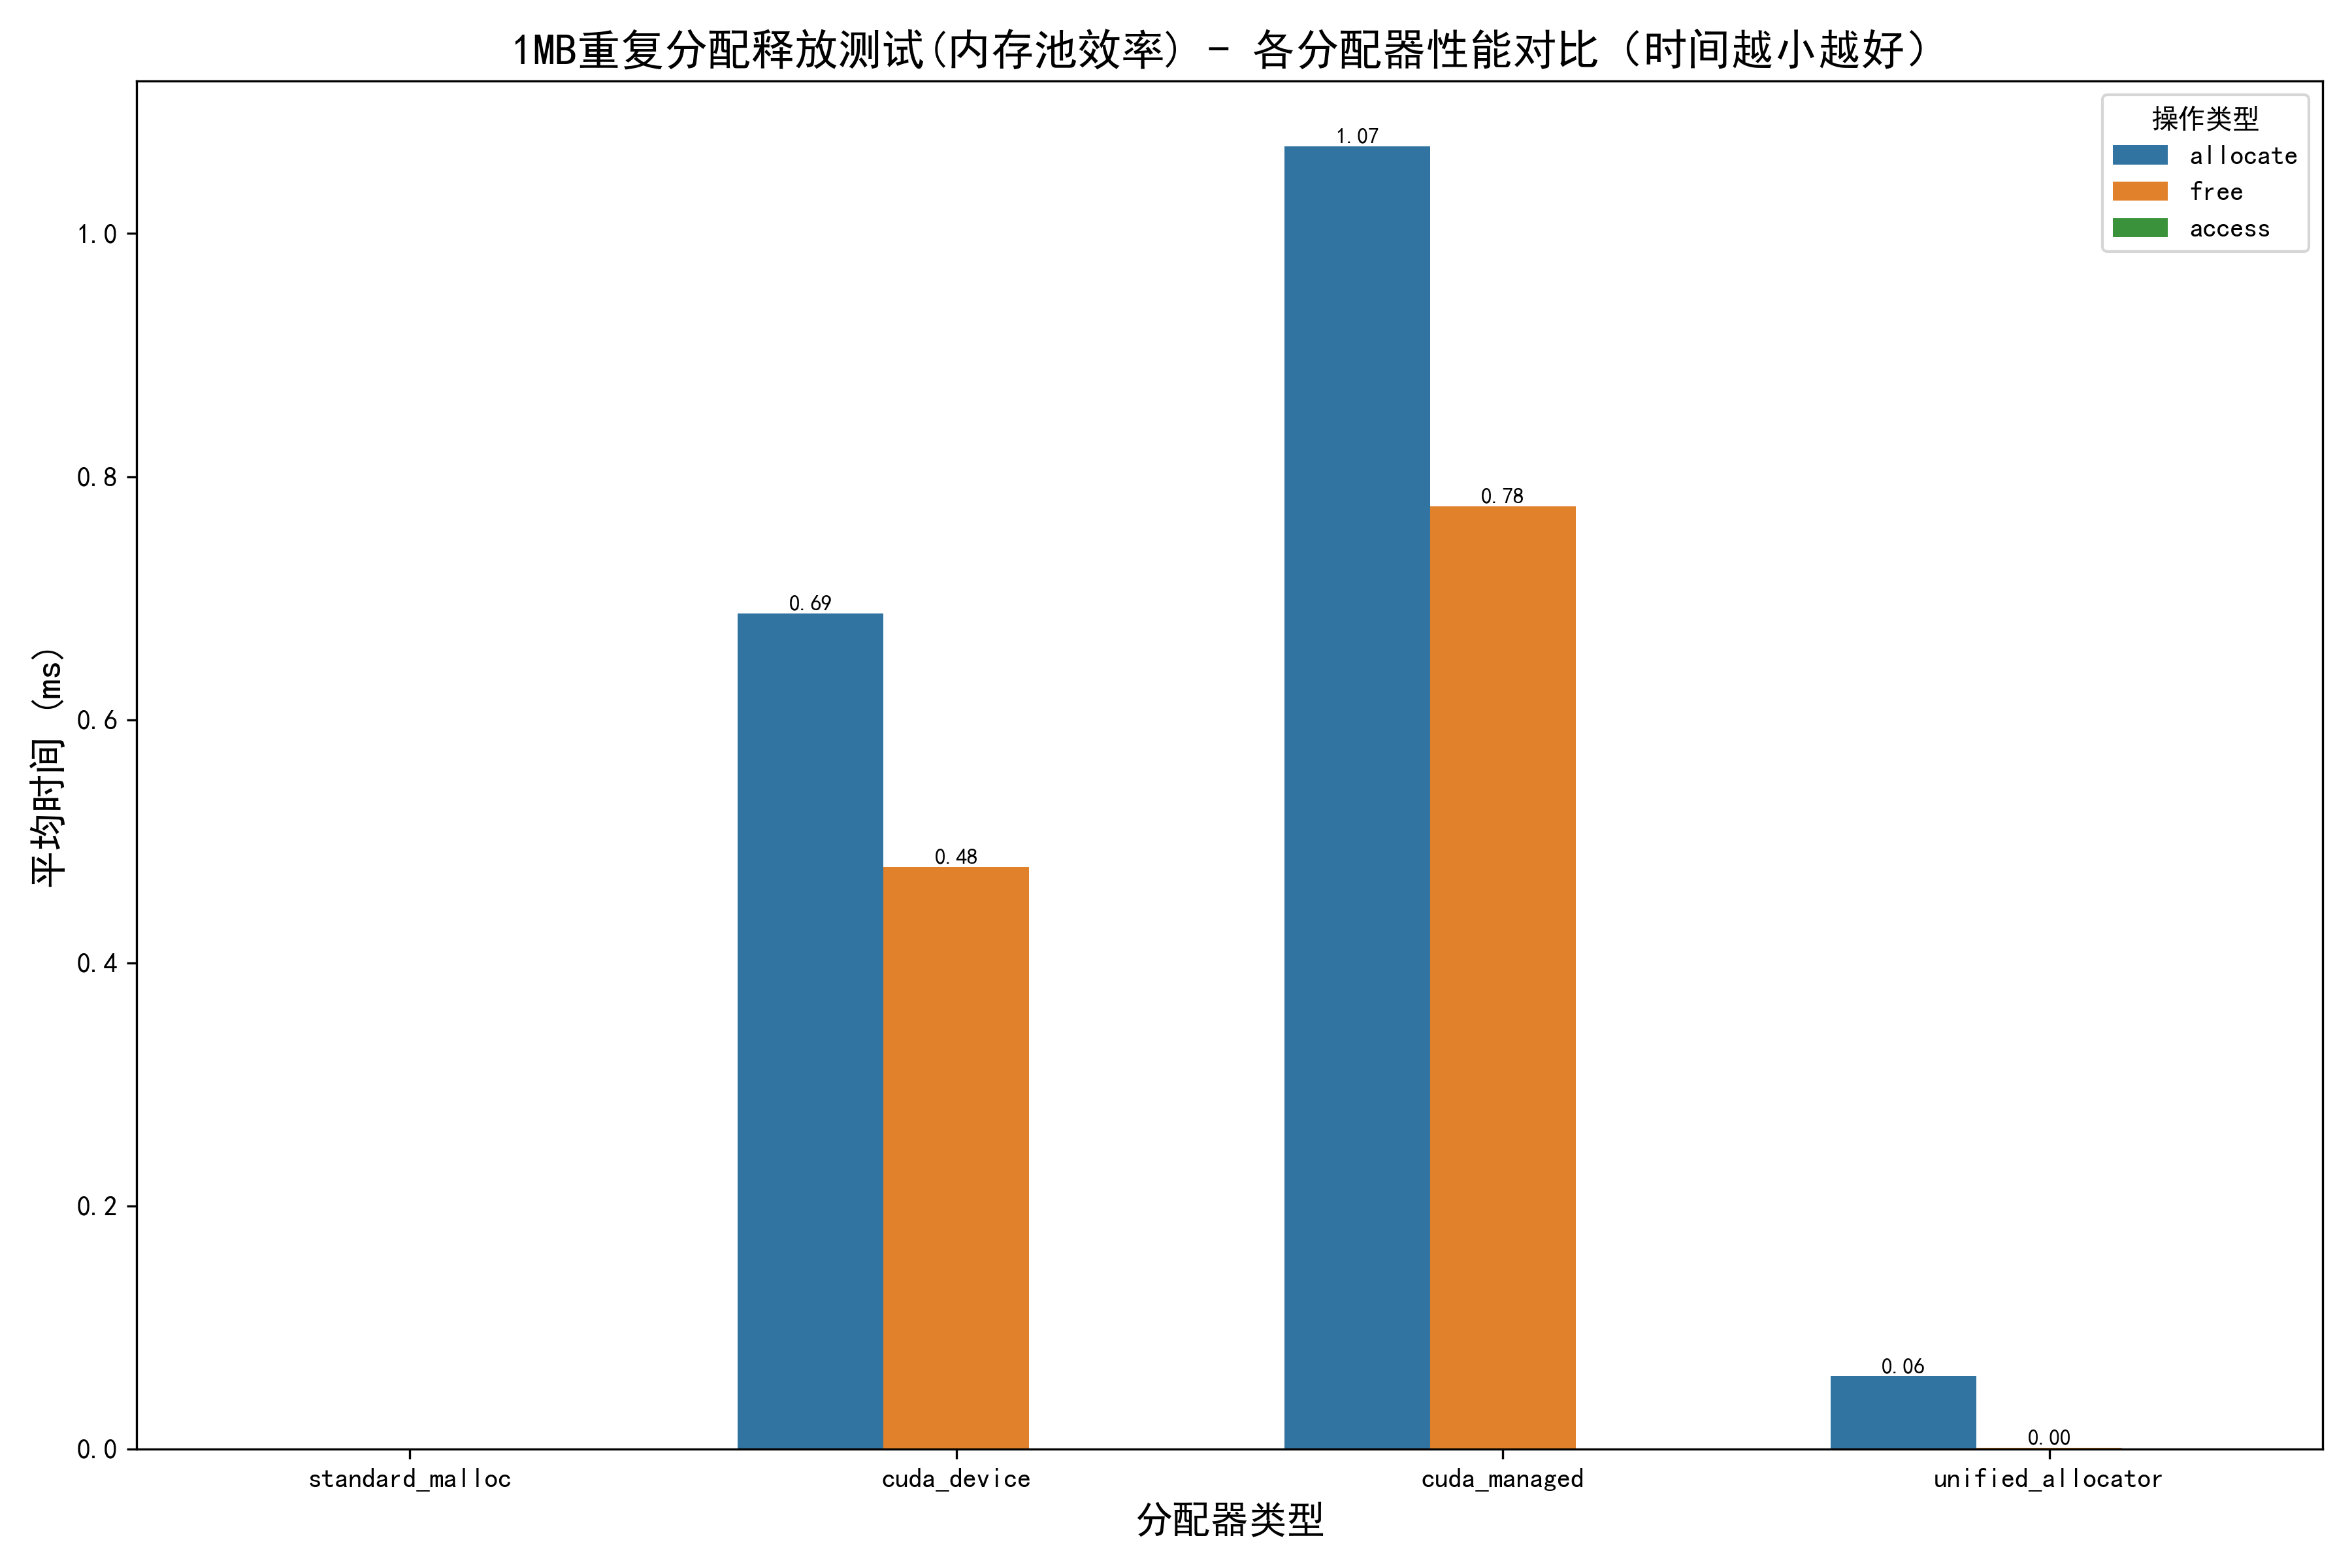 1MB重复分配释放测试(内存池效率) - 各分配器性能对比 (时间越小越好)
操作类型
allocate
free
access
平均时间 (ms)
1.0
0.8
0.6
0.4
0.2
0.0
0.69
0.48
1.07
0.78
0.06
0.00
standard_malloc
cuda_device
cuda_managed
unified_allocator
分配器类型